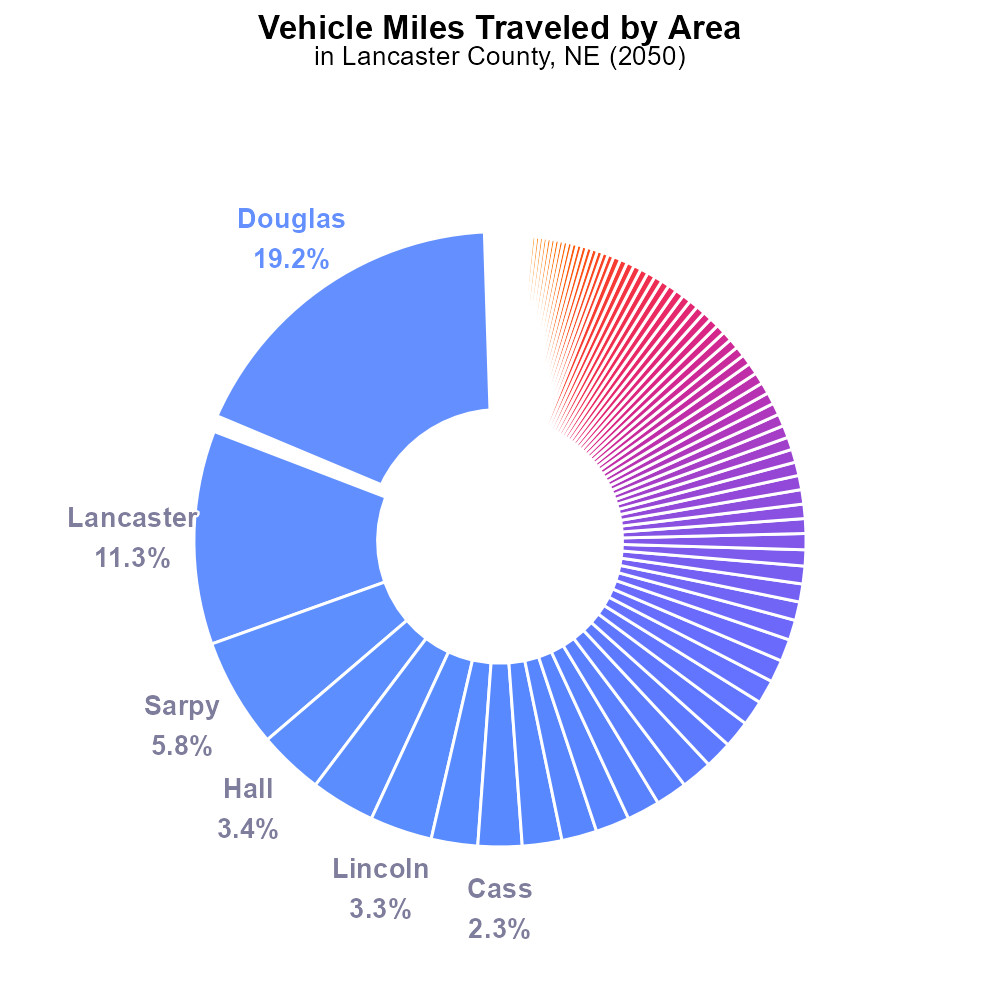 Vehicle Miles Traveled by Area
in Lancaster County, NE (2050)
Douglas
19.2%
Lancaster
11.3%
Sarpy
5.8%
Hall
3.4%
Lincoln
3.3%
Cass
2.3%